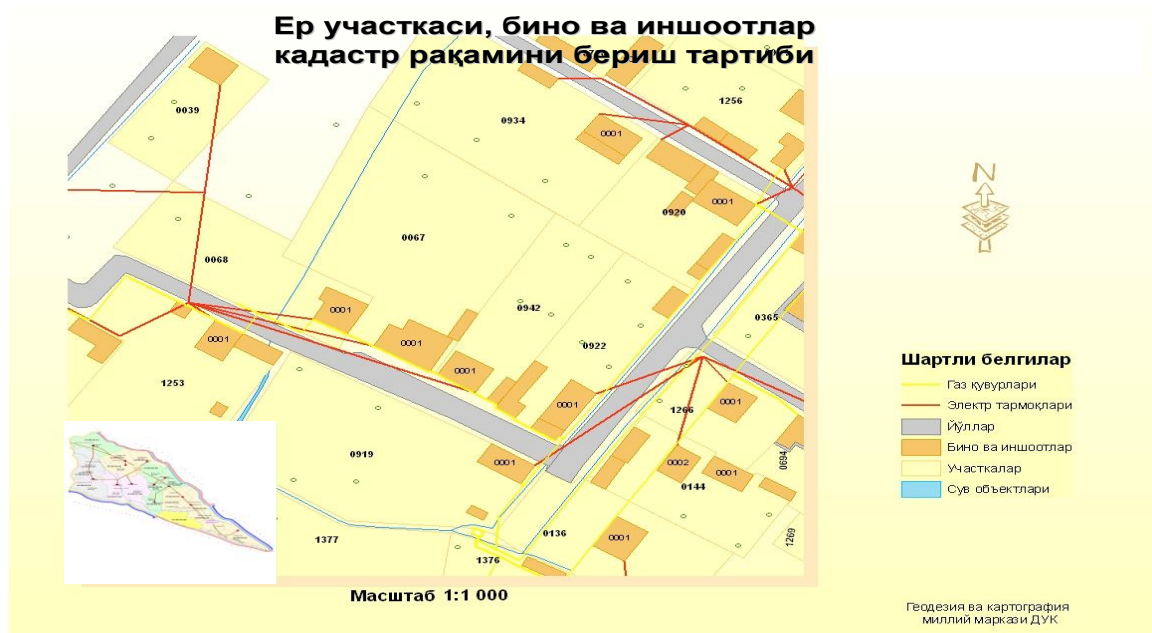 Ер участкаси, бино ва иншоотлар
кадастр рақамини бериш тартиби
0039
0934
1256
0001
0001
0920
0067
0068
0001
0942
0365
0001
0001
0922
0001
1253
0001
1266
0001
0919
0001
0002
0001
0694
0144
1377
0136
0001
1269
1376
Масштаб 1:1 000
N
Шартли белгилар
Газ қувурлари
Электр тармоқлари
Йўллар
Бино ва иншоотлар
Участкалар
Сув объектлари
Геодезия ва картография
миллий маркази ДУК